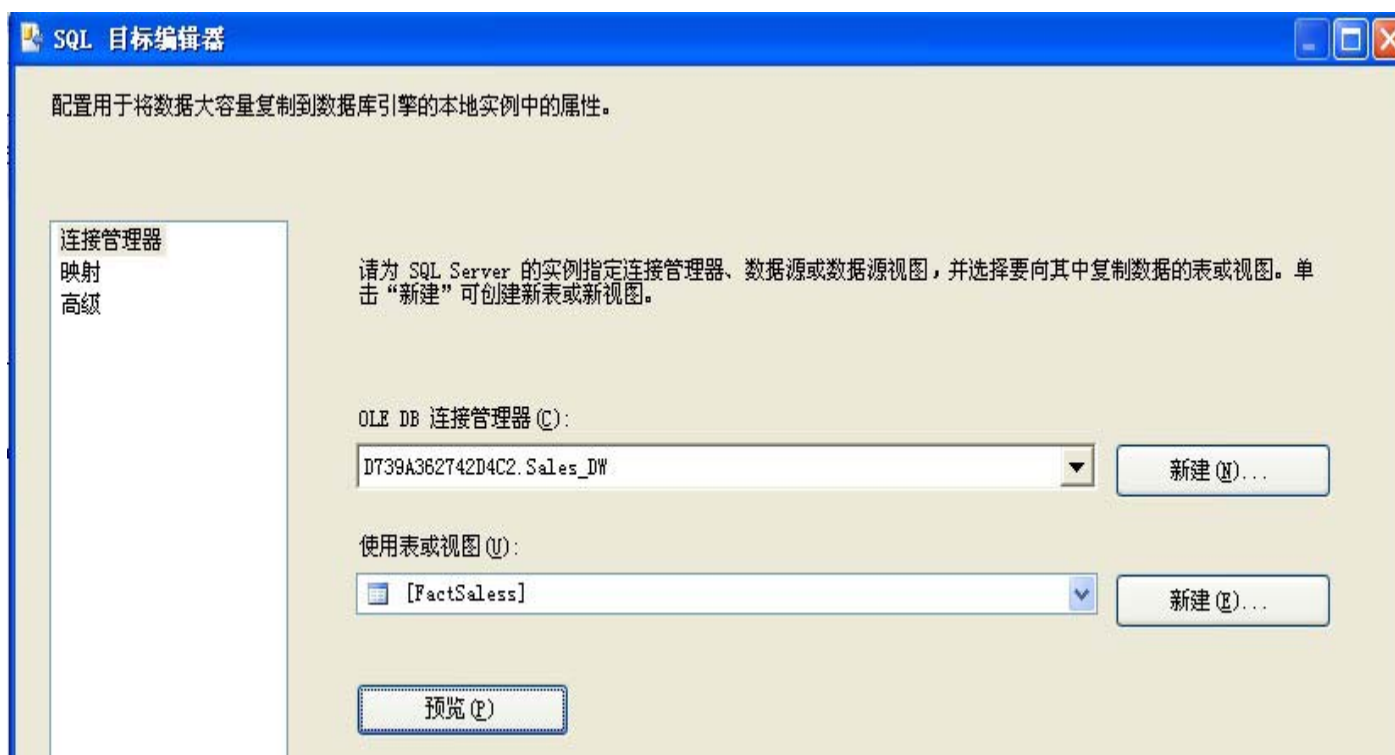 SQL 目标编辑器
配置用于将数据大容量复制到数据库引擎的本地实例中的属性。
连接管理器
映射
高级
请为 SQL Server 的实例指定连接管理器、数据源或数据源视图，并选择要向其中复制数据的表或视图。单
击“新建”可创建新表或新视图。
OLE DB 连接管理器(C):
D739A362742D4C2.Sales_DW
新建(N)...
使用表或视图(U):
[FactSaless]
新建(E)...
预览(P)